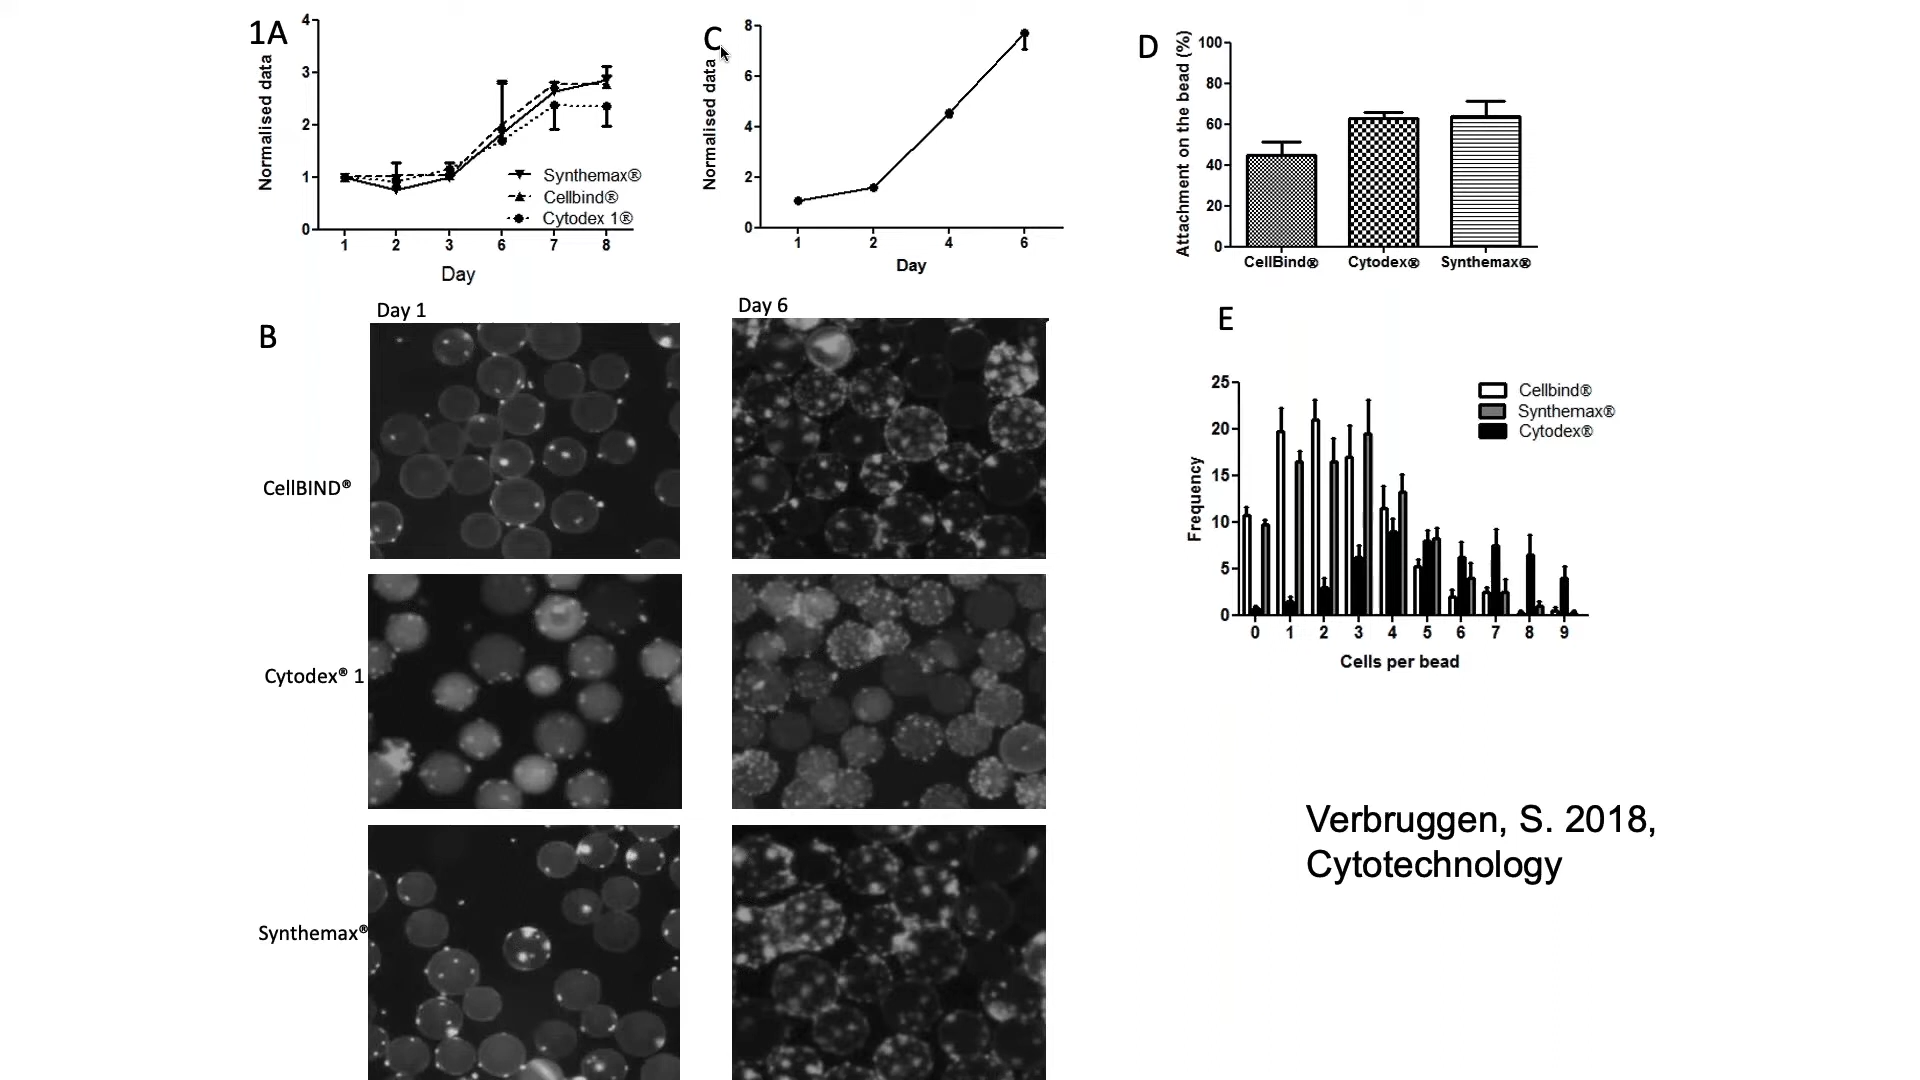 1A
Normalised data
4
3
2
1
0
1 2 3 6 7 8
Day
Synthemax®
Cellbind®
Cytodex 1®
C
Normalised data
8
6
4
2
0
1 2 4 6
Day
D
Attachment on the bead (%)
100
80
60
40
20
0
CellBind® Cytodex® Synthemax®
B
Day 1
Day 6
CellBIND®
Cytodex® 1
Synthemax®
E
Frequency
25
20
15
10
5
0
0 1 2 3 4 5 6 7 8 9
Cells per bead
Cellbind®
Synthemax®
Cytodex®
Verbruggen, S. 2018,
Cytotechnology